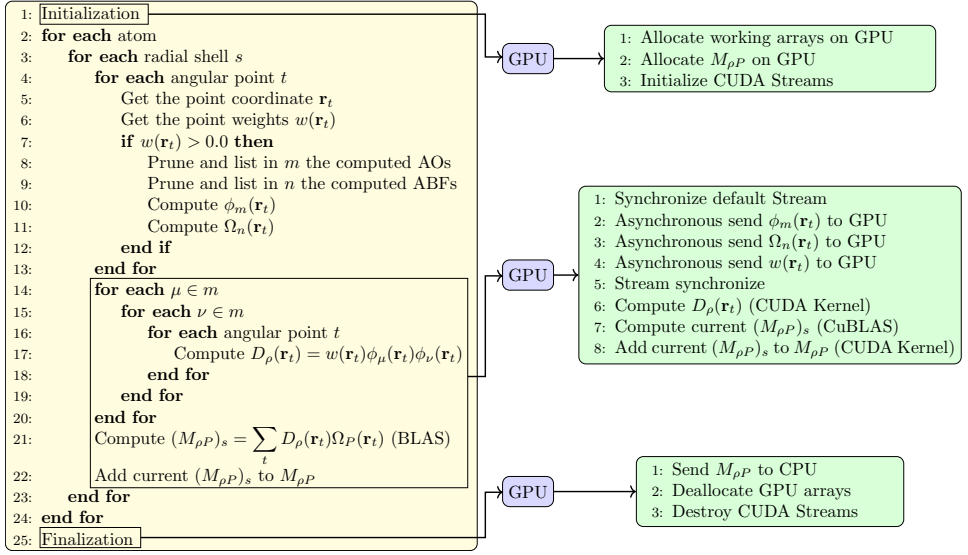 1: Initialization
2: for each atom
3: for each radial shell s
4: for each angular point t
5: Get the point coordinate r_t
6: Get the point weights w(r_t)
7: if w(r_t) > 0.0 then
8: Prune and list in m the computed AOs
9: Prune and list in n the computed ABFs
10: Compute ϕ_m(r_t)
11: Compute Ω_n(r_t)
12: end if
13: end for
14: for each μ ∈ m
15: for each ν ∈ m
16: for each angular point t
17: Compute D_ρ(r_t) = w(r_t)ϕ_μ(r_t)ϕ_ν(r_t)
18: end for
19: end for
20: end for
21: Compute (M_ρP)_s = ∑_t D_ρ(r_t)Ω_P(r_t) (BLAS)
22: Add current (M_ρP)_s to M_ρP
23: end for
24: end for
25: Finalization
GPU
1: Allocate working arrays on GPU
2: Allocate M_ρP on GPU
3: Initialize CUDA Streams
GPU
1: Synchronize default Stream
2: Asynchronous send ϕ_m(r_t) to GPU
3: Asynchronous send Ω_n(r_t) to GPU
4: Asynchronous send w(r_t) to GPU
5: Stream synchronize
6: Compute D_ρ(r_t) (CUDA Kernel)
7: Compute current (M_ρP)_s (CuBLAS)
8: Add current (M_ρP)_s to M_ρP (CUDA Kernel)
GPU
1: Send M_ρP to CPU
2: Deallocate GPU arrays
3: Destroy CUDA Streams